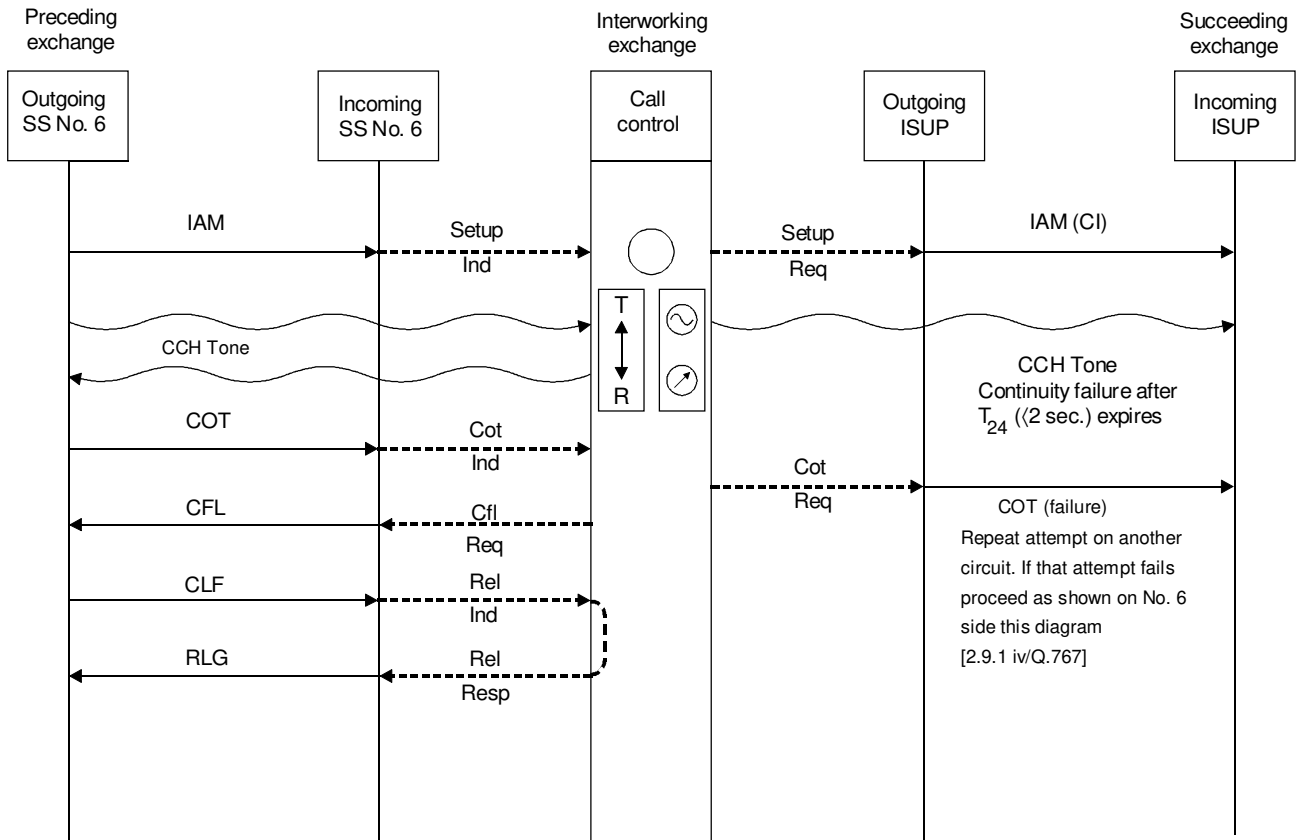 Preceding
exchange
Interworking
exchange
Succeeding
exchange
Outgoing
SS No. 6
Incoming
SS No. 6
Call
control
Outgoing
ISUP
Incoming
ISUP
IAM
Setup
Ind
Setup
Req
IAM (CI)
T
R
CCH Tone
CCH Tone
Continuity failure after
T24 (⟨2 sec.) expires
COT
Cot
Ind
Cot
Req
COT (failure)
CFL
Cfl
Req
Repeat attempt on another
circuit. If that attempt fails
proceed as shown on No. 6
side this diagram
[2.9.1 iv/Q.767]
CLF
Rel
Ind
RLG
Rel
Resp